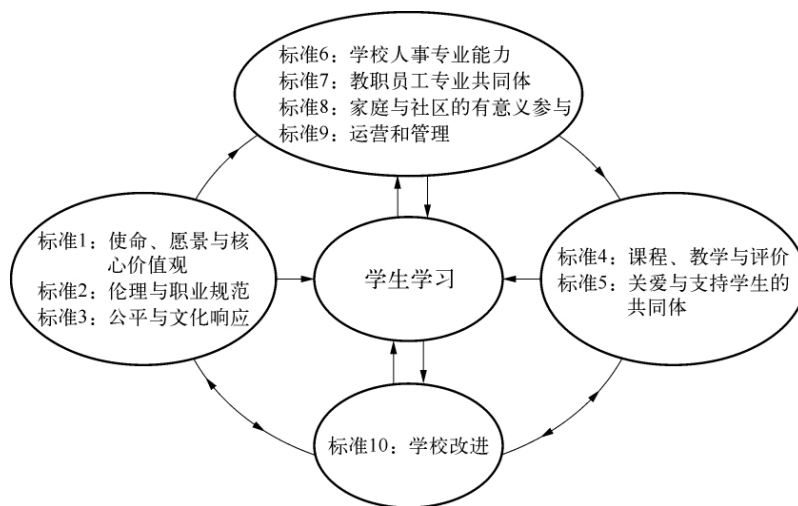 标准6：学校人事专业能力
标准7：教职员工专业共同体
标准8：家庭与社区的有意义参与
标准9：运营和管理
标准1：使命、愿景与核
心价值观
标准2：伦理与职业规范
标准3：公平与文化响应
学生学习
标准4：课程、教学与评价
标准5：关爱与支持学生的
共同体
标准10：学校改进